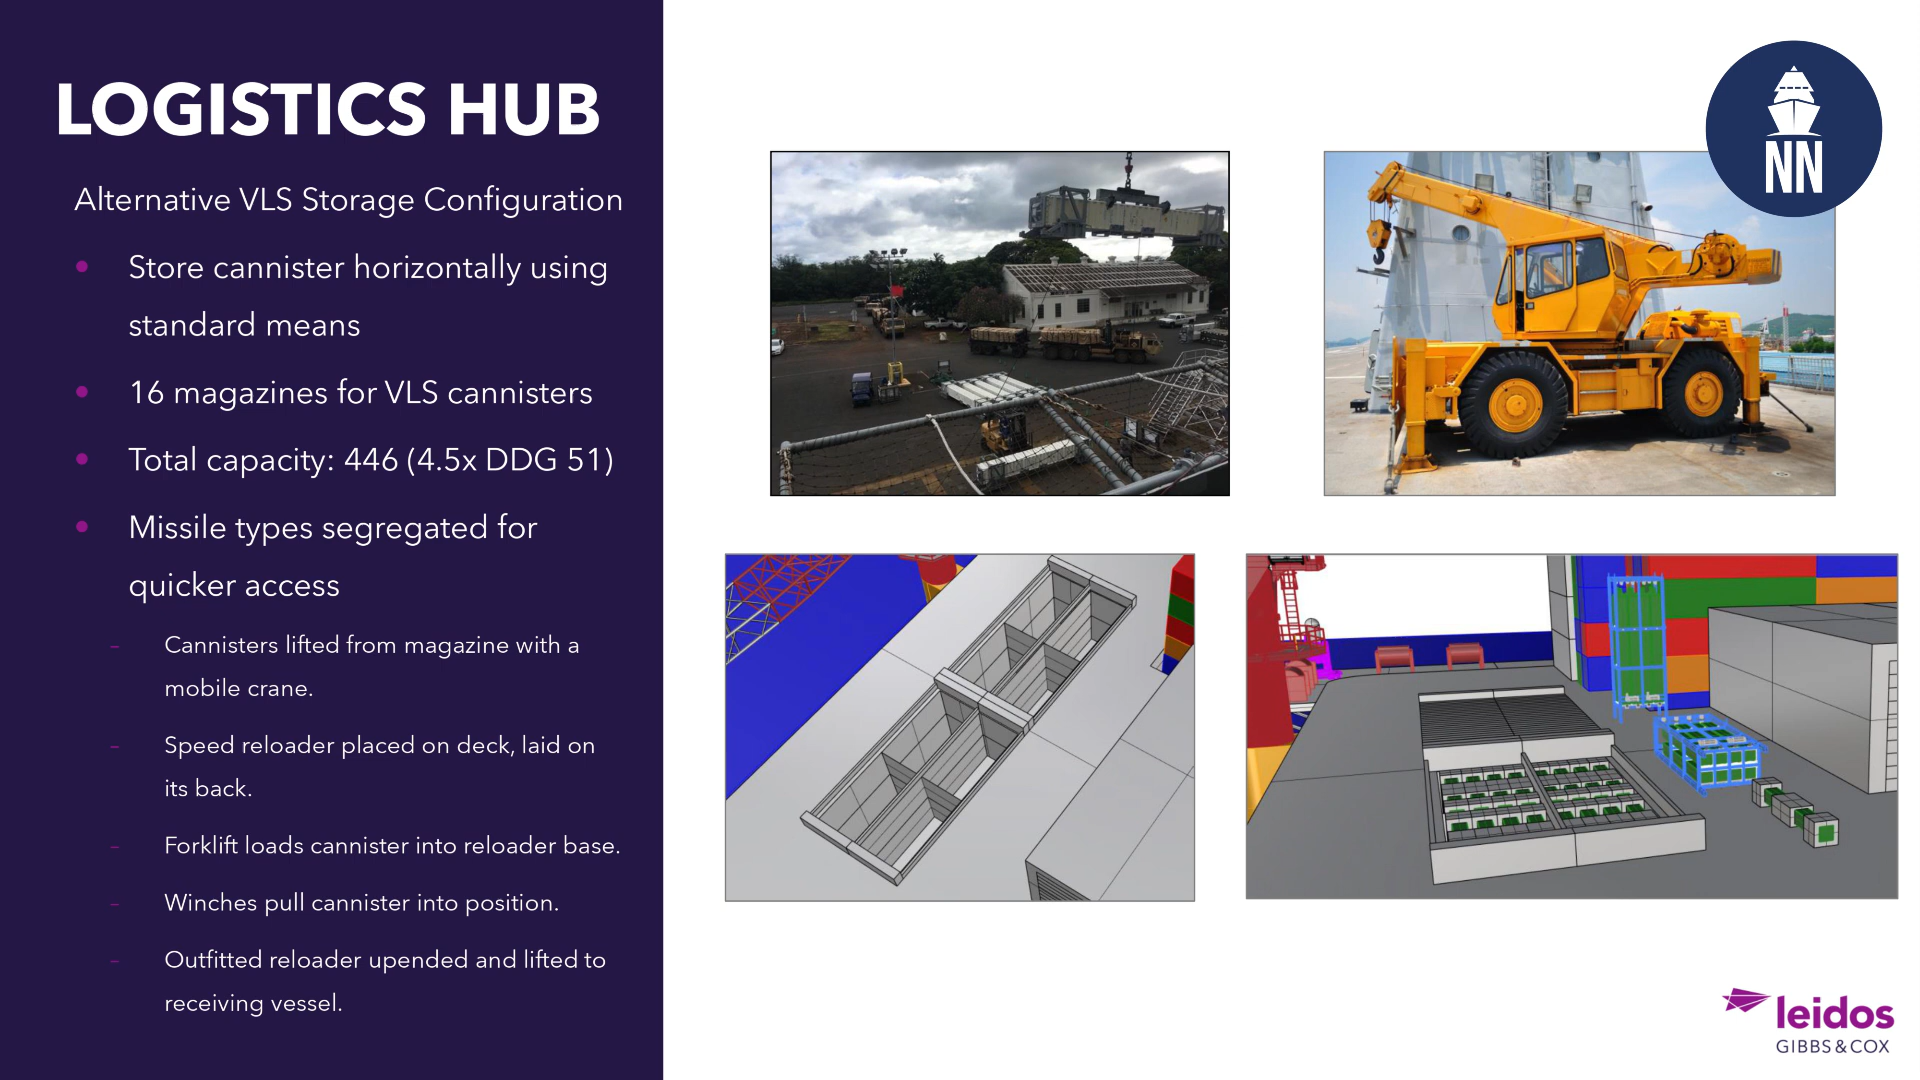 LOGISTICS HUB
Alternative VLS Storage Configuration
• Store cannister horizontally using
standard means
• 16 magazines for VLS cannisters
• Total capacity: 446 (4.5x DDG 51)
• Missile types segregated for
quicker access
- Cannisters lifted from magazine with a
mobile crane.
- Speed reloader placed on deck, laid on
its back.
- Forklift loads cannister into reloader base.
- Winches pull cannister into position.
- Outfitted reloader upended and lifted to
receiving vessel.
NN
leidos
GIBBS & COX